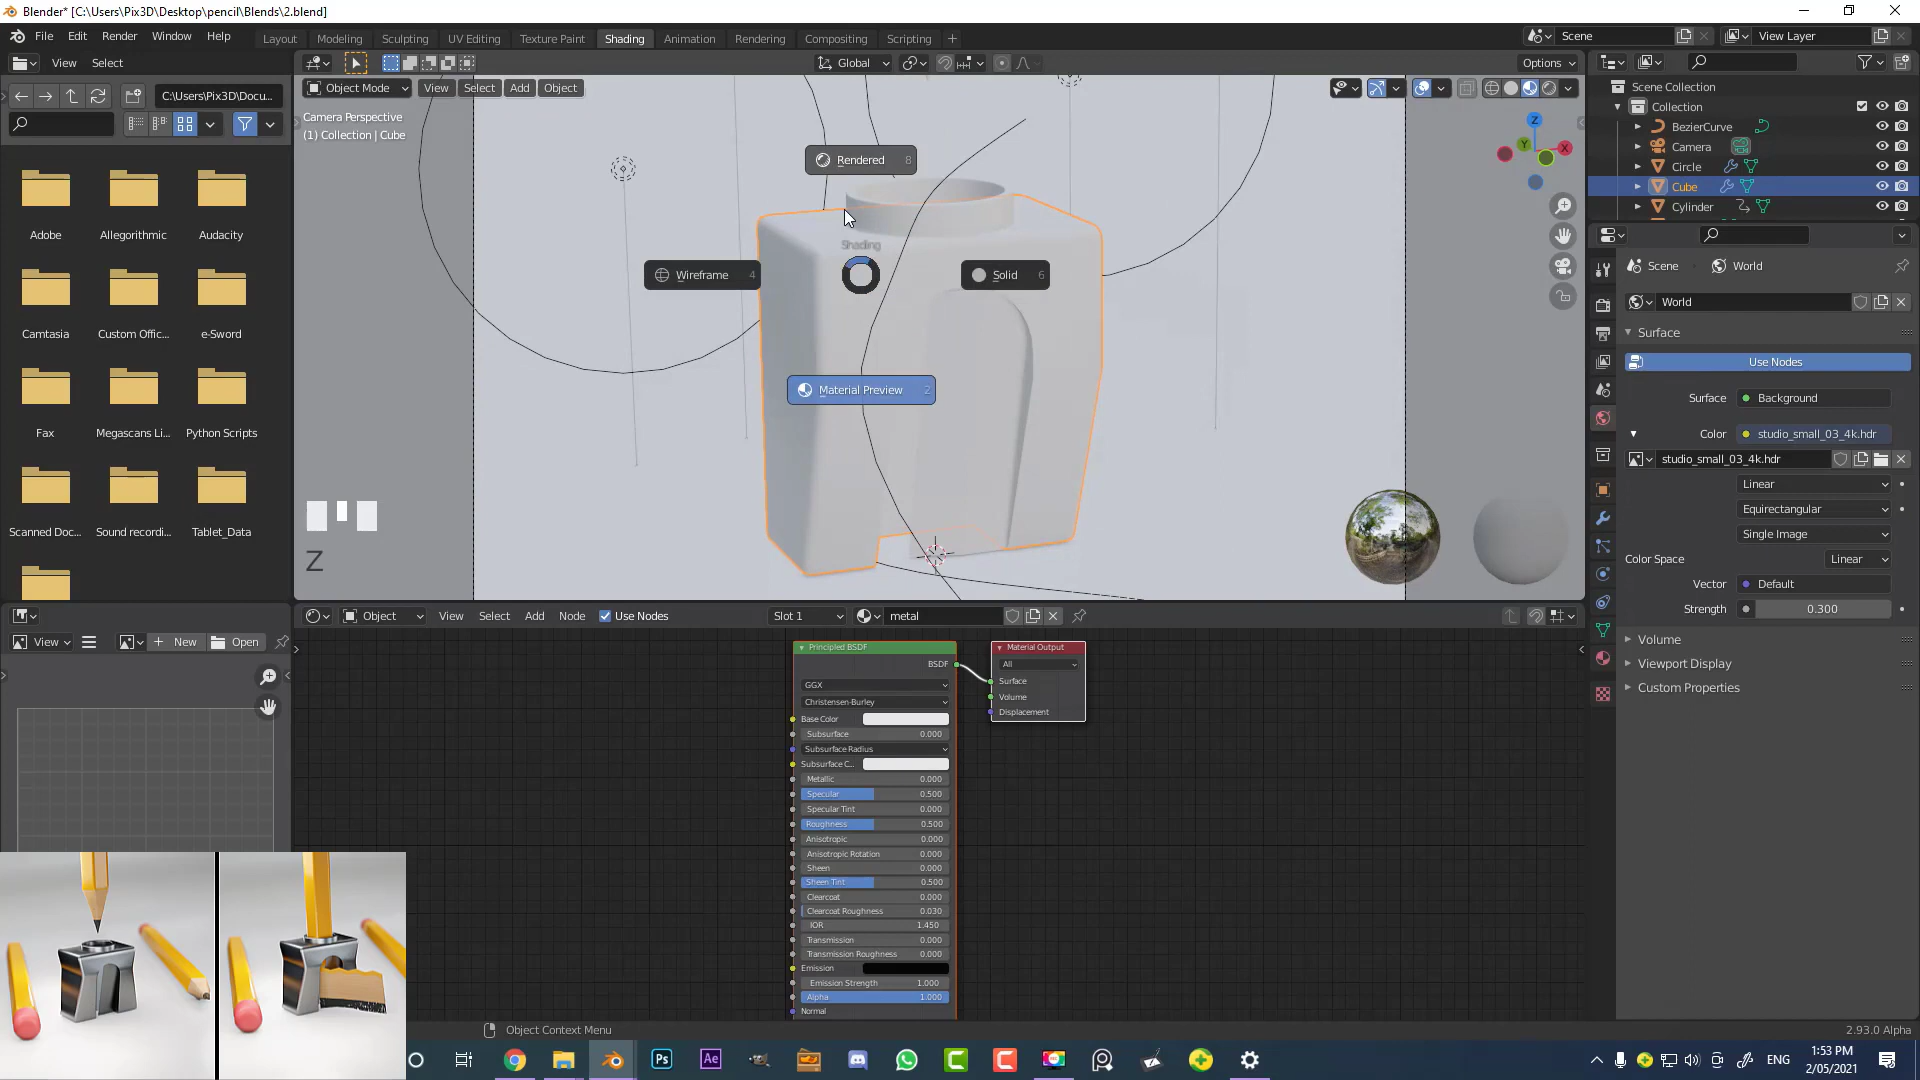 Blender* [C:\Users\Pix3D\Desktop\pencil\Blends\2.blend]
File Edit Render Window Help
Layout Modeling Sculpting UV Editing Texture Paint Shading Animation Rendering Compositing Scripting
Scene
View Layer
View Select
Global
Options
C:\Users\Pix3D\Docu...
Object Mode View Select Add Object
Camera Perspective
(1) Collection | Cube
Z
X
Y
Scene Collection
Collection
BezierCurve
Camera
Circle
Cube
Cylinder
Adobe Allegorithmic Audacity
Camtasia Custom Offic... e-Sword
Fax Megascans Li... Python Scripts
Scanned Doc... Sound recordi... Tablet_Data
Rendered 8
Shading
Wireframe 4
Solid 6
Material Preview 2
Z
Scene World
World
Surface
Use Nodes
Surface Background
Color studio_small_03_4k.hdr
studio_small_03_4k.hdr
Linear
Equirectangular
Single Image
Color Space Linear
Vector Default
Strength 0.300
Volume
Viewport Display
Custom Properties
View New Open
Object View Select Add Node Use Nodes Slot 1 metal
Principled BSDF
BSDF
GGX
Christensen-Burley
Base Color
Subsurface 0.000
Subsurface Radius
Subsurface C...
Metallic 0.000
Specular 0.500
Specular Tint 0.000
Roughness 0.500
Anisotropic 0.000
Anisotropic Rotation 0.000
Sheen 0.000
Sheen Tint 0.500
Clearcoat 0.000
Clearcoat Roughness 0.030
IOR 1.450
Transmission 0.000
Transmission Roughness 0.000
Emission
Emission Strength 1.000
Alpha 1.000
Normal
Material Output
All
Surface
Volume
Displacement
Object Context Menu
2.93.0 Alpha
Ps
Ae
ENG
1:53 PM
2/05/2021